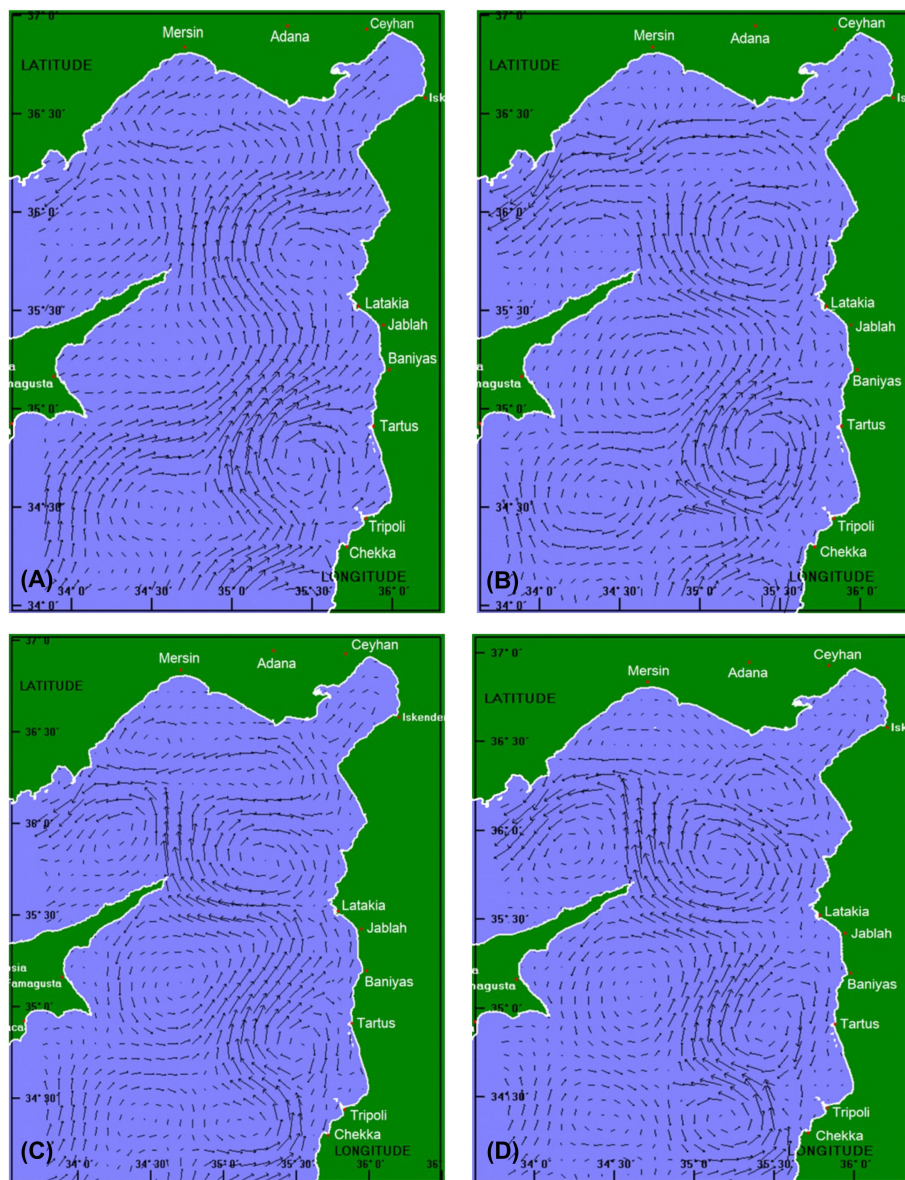 37° 0´
Mersin
Adana
Ceyhan
LATITUDE
Isk
36° 30´
36° 0´
35° 30´
Latakia
Jablah
Baniyas
a
magusta
35° 0´
Tartus
34° 30´
Tripoli
Chekka
(A)
LONGITUDE
34° 0´
34° 0´
34° 30´
35° 0´
35° 30´
36° 0´
37° 0´
Mersin
Adana
Ceyhan
LATITUDE
Isk
36° 30´
36° 0´
35° 30´
Latakia
Jablah
Baniyas
a
magusta
35° 0´
Tartus
34° 30´
Tripoli
Chekka
(B)
LONGITUDE
34° 0´
34° 0´
34° 30´
35° 0´
35° 30´
36° 0´
37° 0´
Mersin
Adana
Ceyhan
LATITUDE
Iskender
36° 30´
36° 0´
35° 30´
Latakia
Jablah
Baniyas
osia
Famagusta
35° 0´
aca
Tartus
34° 30´
Tripoli
Chekka
(C)
LONGITUDE
34° 0´
34° 30´
35° 0´
35° 30´
36° 0´
36°
37° 0´
Mersin
Adana
Ceyhan
LATITUDE
Isk
36° 30´
36° 0´
35° 30´
Latakia
Jablah
Baniyas
a
magusta
35° 0´
Tartus
34° 30´
Tripoli
Chekka
(D)
LONGITUDE
34° 0´
34° 30´
35° 0´
35° 30´
36° 0´